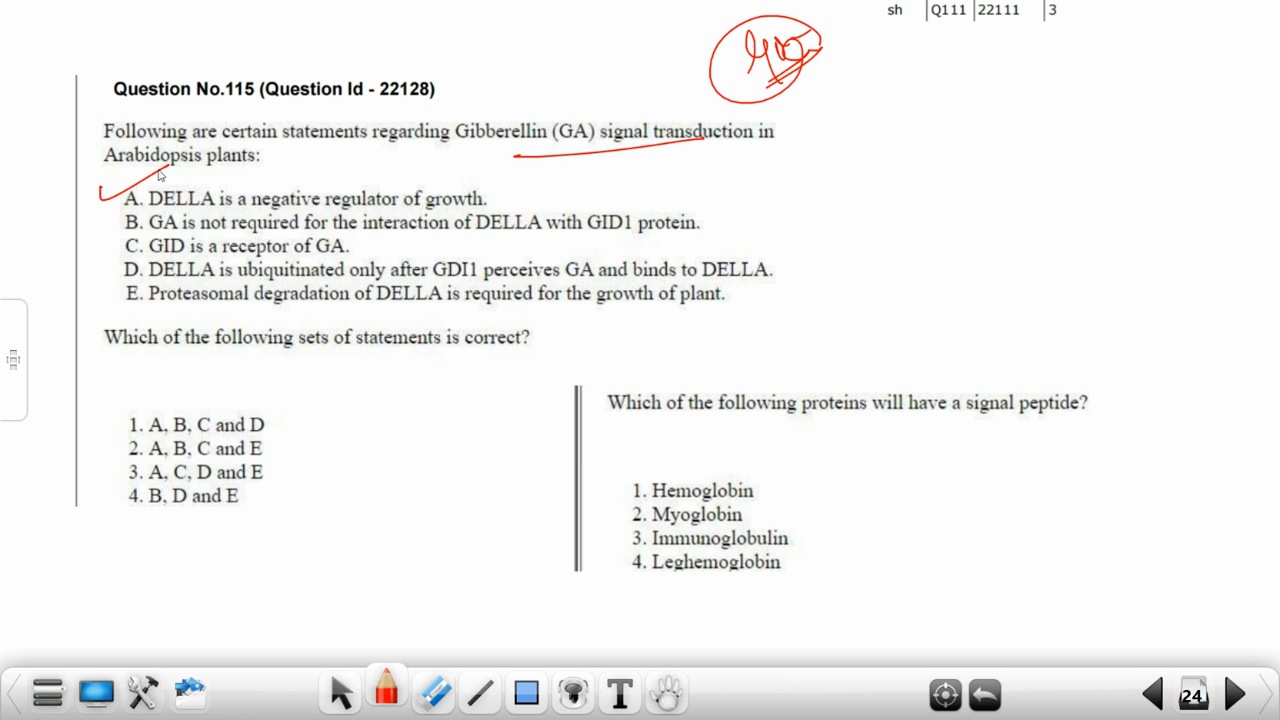 sh Q111 22111 3
Question No.115 (Question Id - 22128)
Following are certain statements regarding Gibberellin (GA) signal transduction in
Arabidopsis plants:
A. DELLA is a negative regulator of growth.
B. GA is not required for the interaction of DELLA with GID1 protein.
C. GID is a receptor of GA.
D. DELLA is ubiquitinated only after GDI1 perceives GA and binds to DELLA.
E. Proteasomal degradation of DELLA is required for the growth of plant.
Which of the following sets of statements is correct?
1. A, B, C and D
2. A, B, C and E
3. A, C, D and E
4. B, D and E
Which of the following proteins will have a signal peptide?
1. Hemoglobin
2. Myoglobin
3. Immunoglobulin
4. Leghemoglobin
T
24